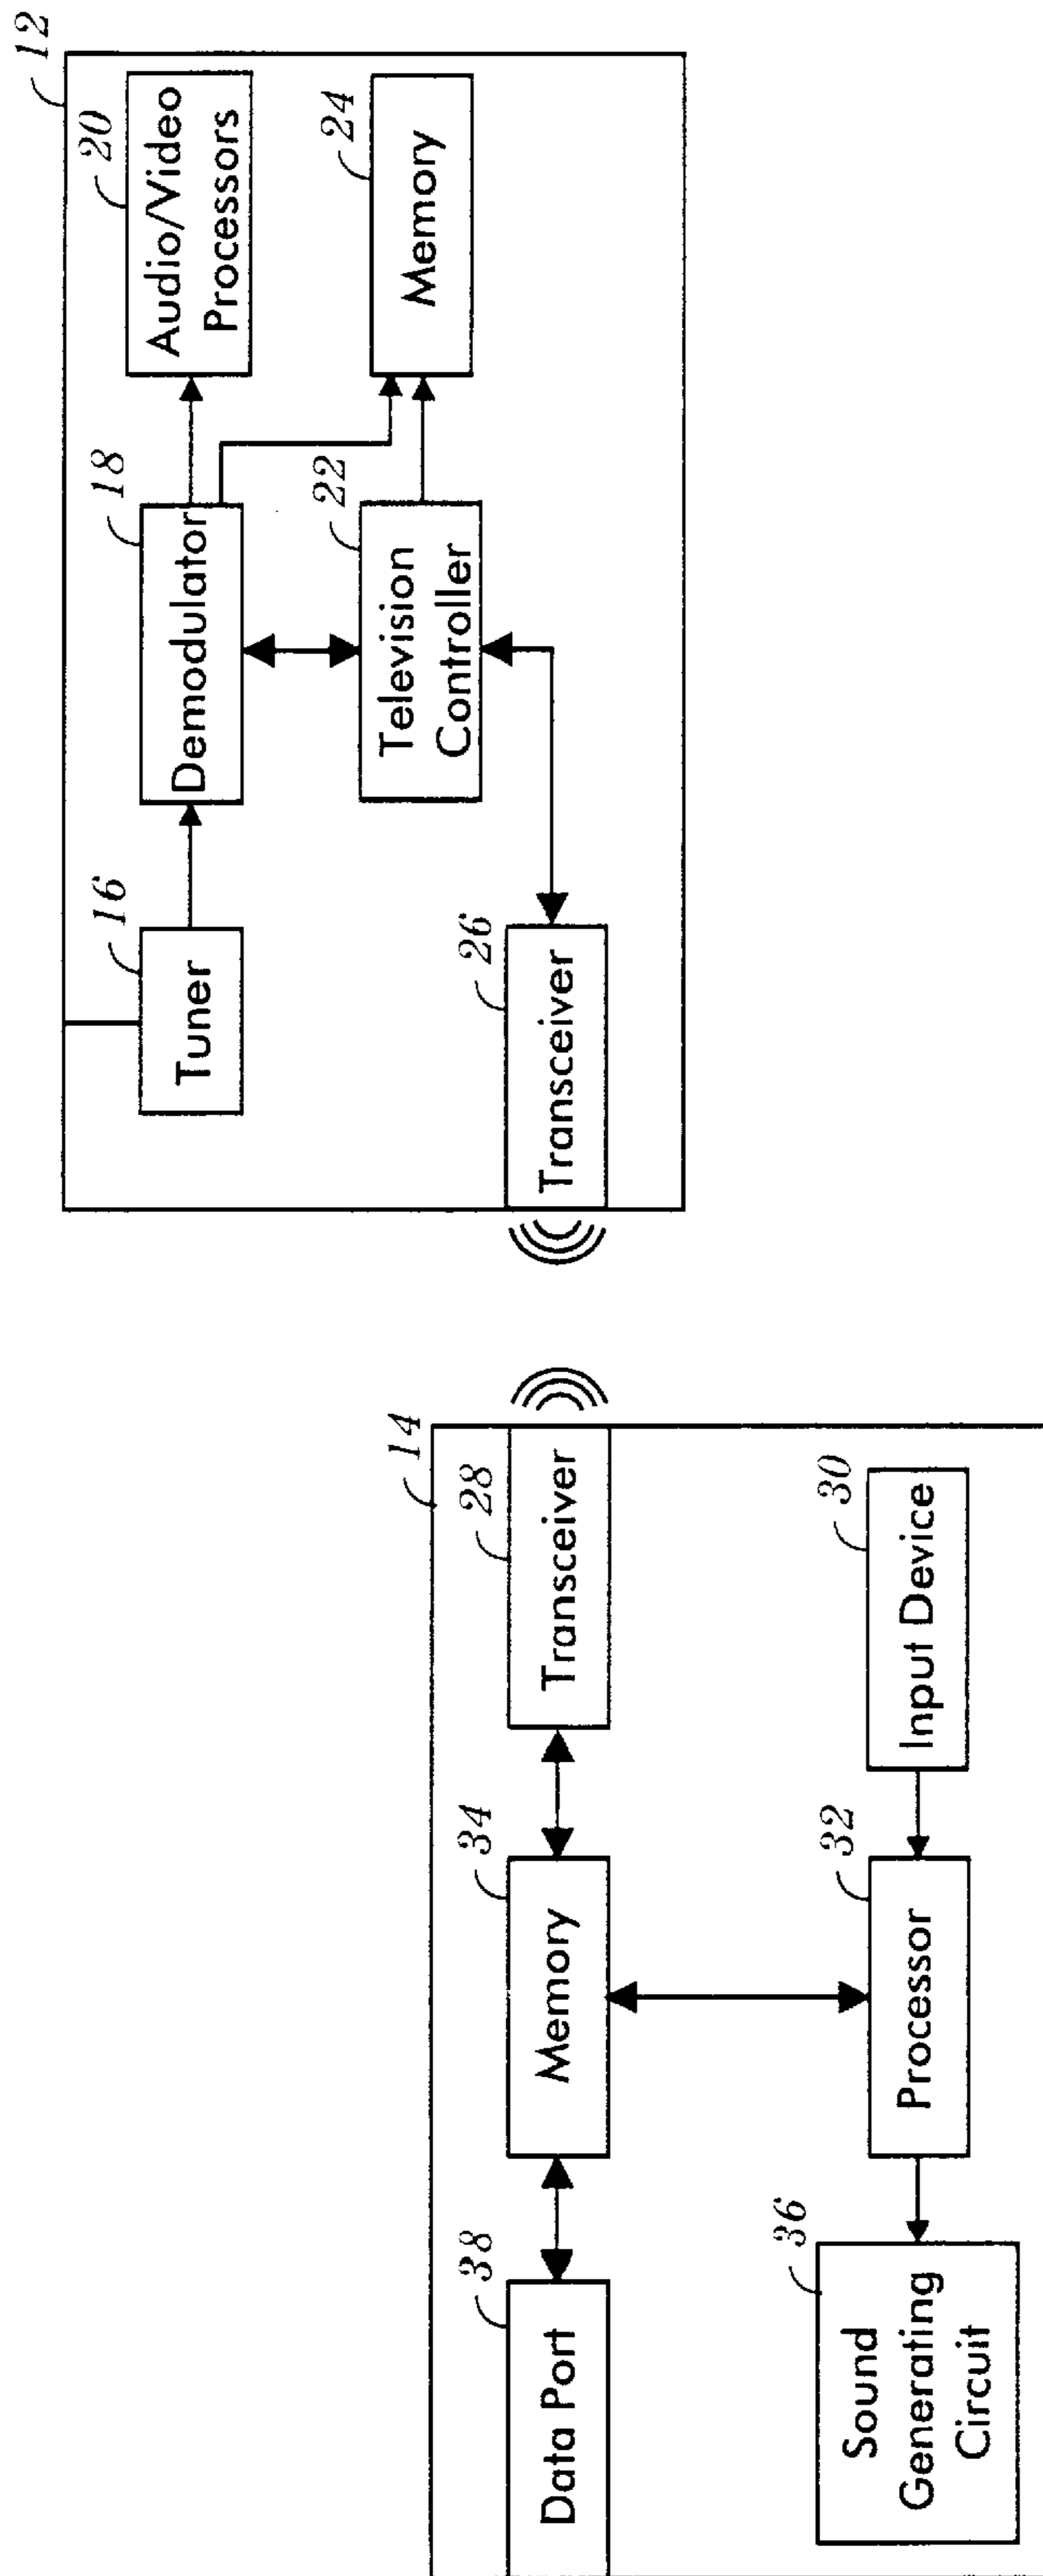 12
16
Tuner
18
Demodulator
20
Audio/Video
Processors
22
Television
Controller
24
Memory
26
Transceiver
14
38
Data Port
34
Memory
28
Transceiver
36
Sound
Generating
Circuit
32
Processor
30
Input Device